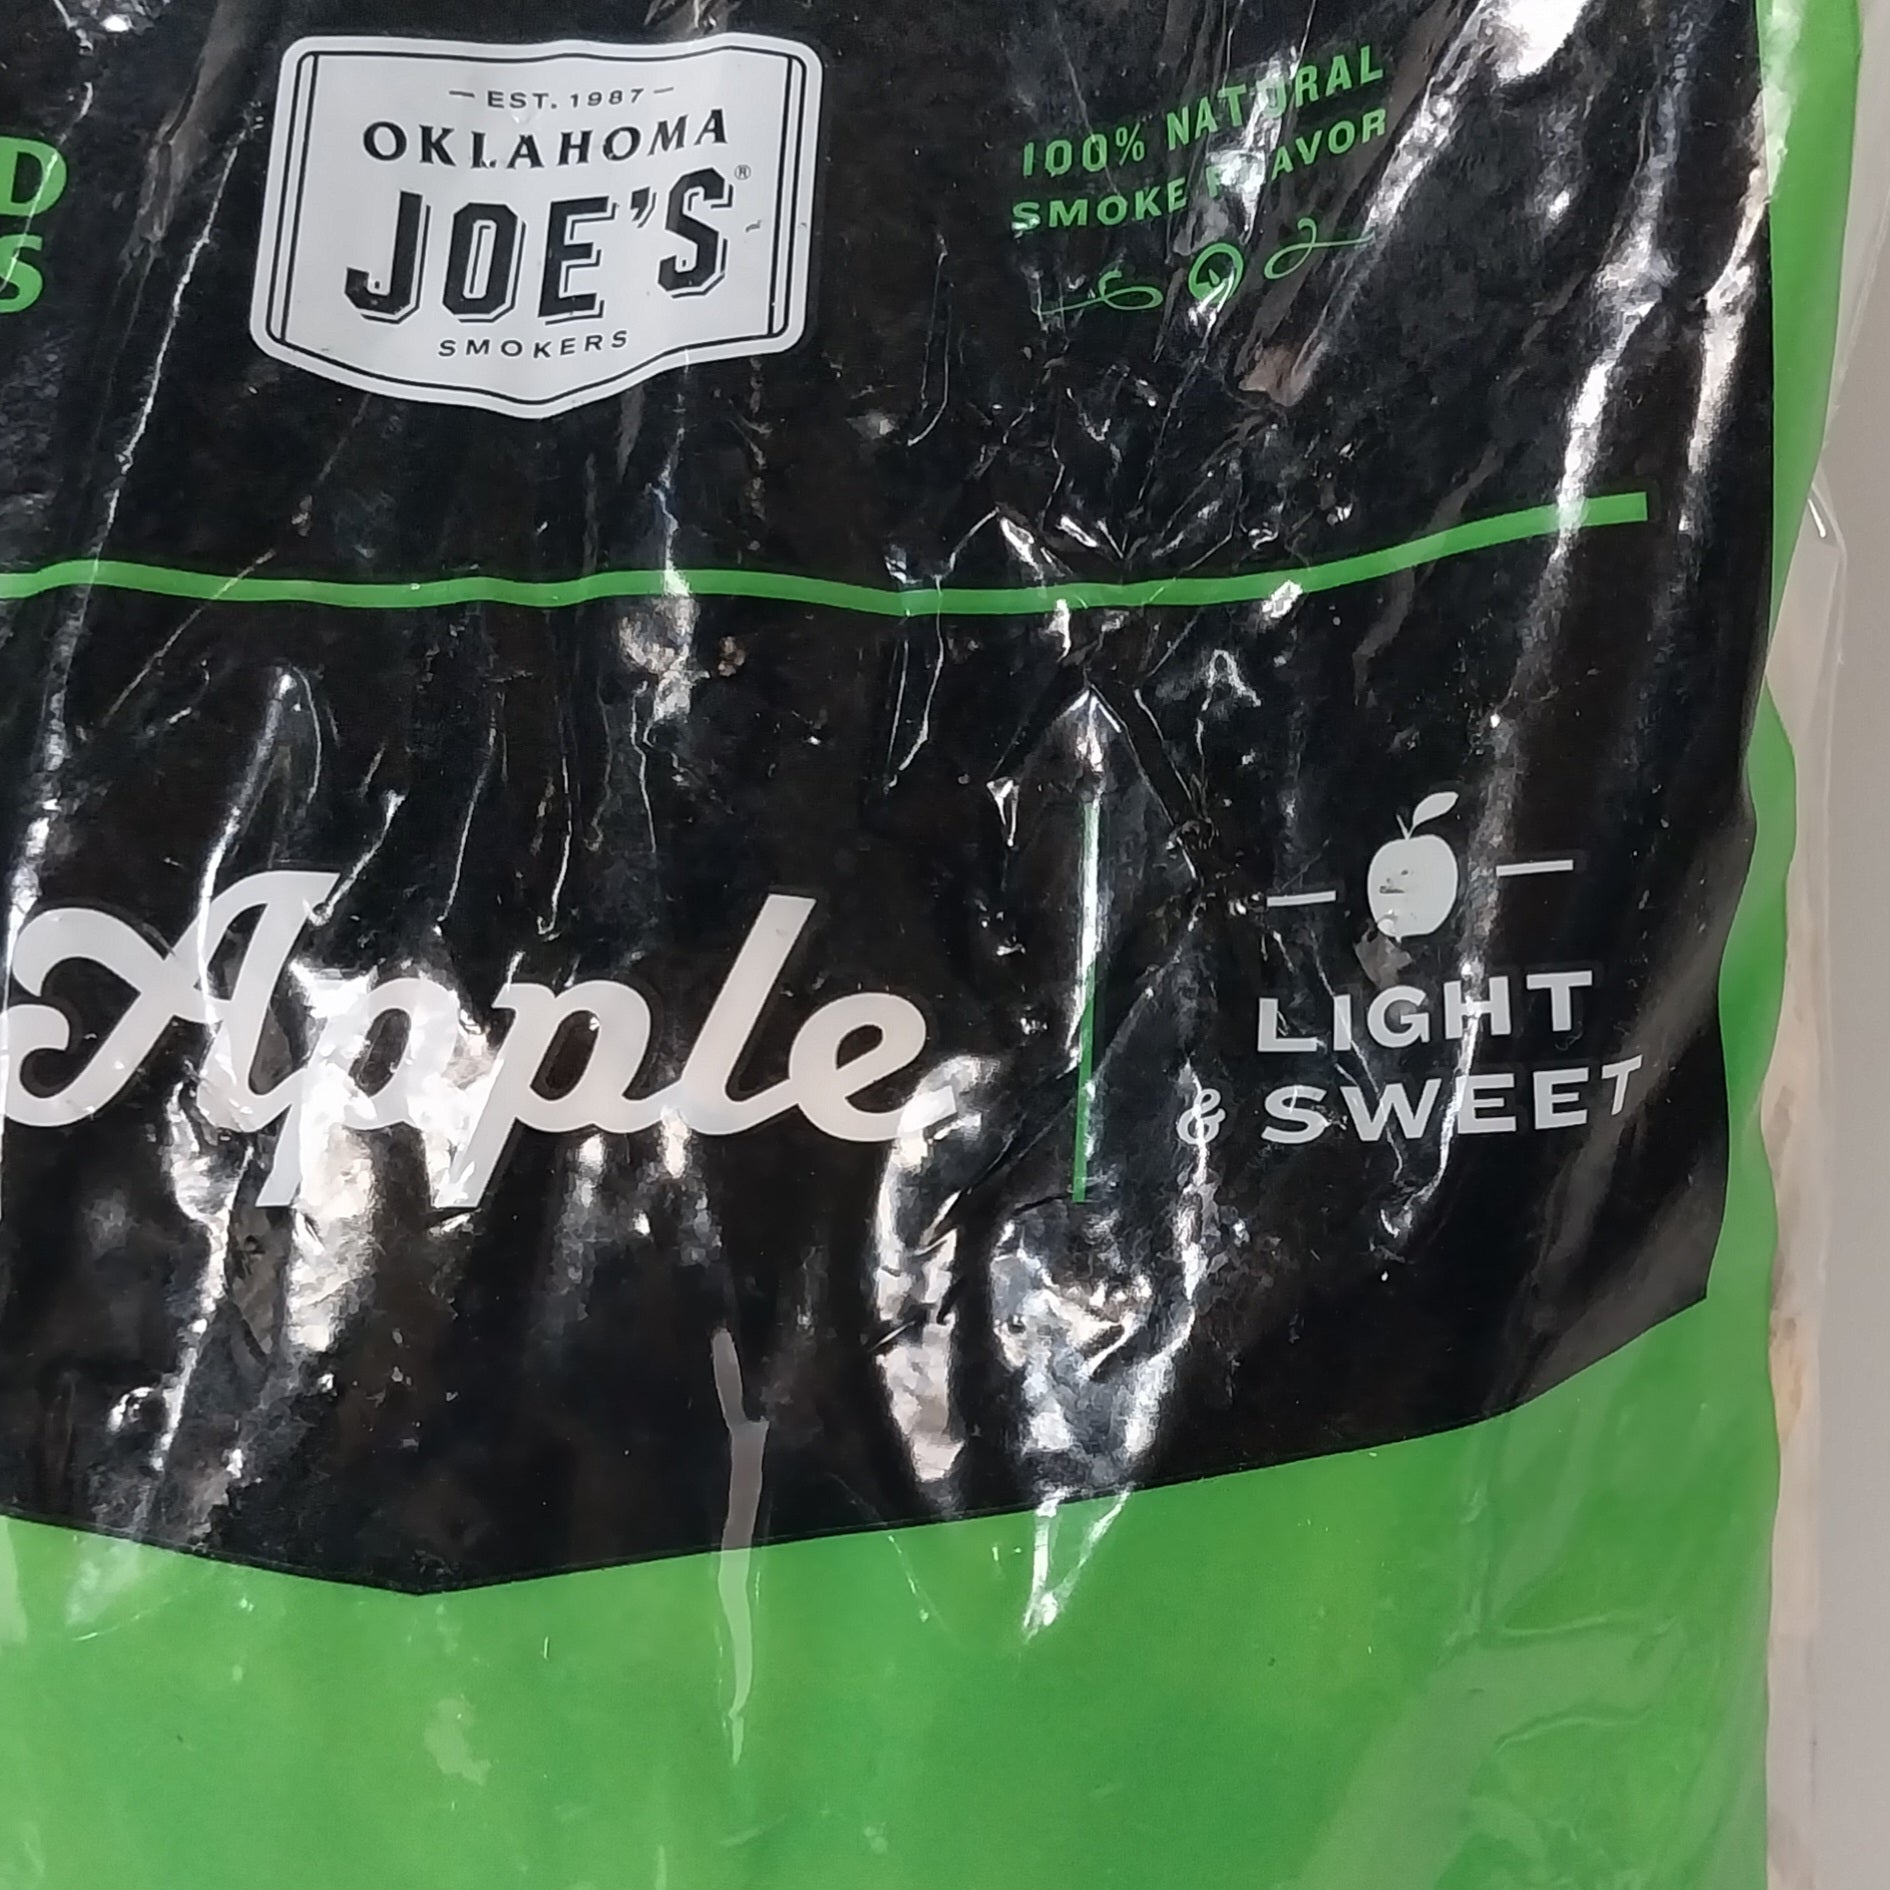 — EST. 1987 —
OKLAHOMA
JOE'S®
SMOKERS
100% NATURAL
SMOKE FLAVOR
D
S
Apple
LIGHT
& SWEET